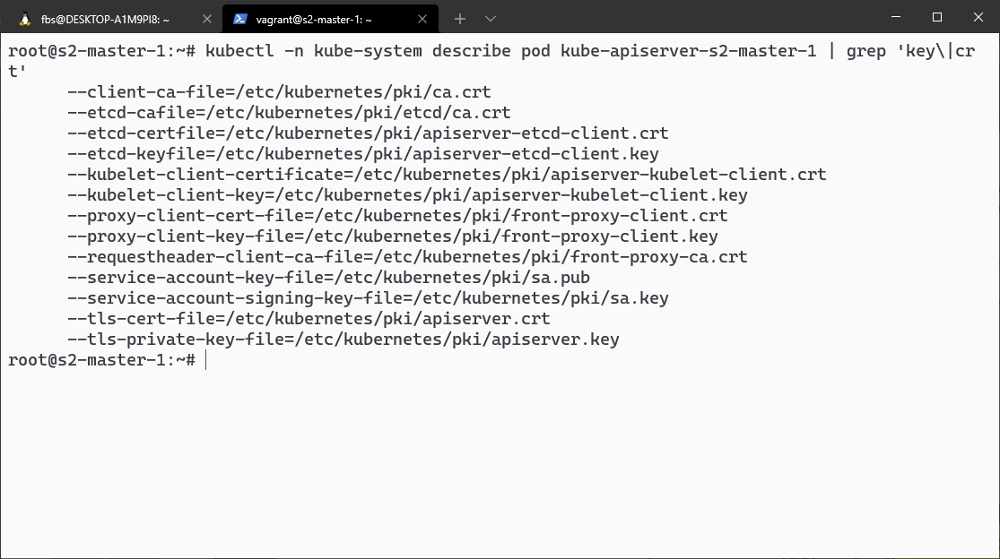 fbs@DESKTOP-A1M9PI8: ~
vagrant@s2-master-1: ~
root@s2-master-1:~# kubectl -n kube-system describe pod kube-apiserver-s2-master-1 | grep 'key\|cr
t'
--client-ca-file=/etc/kubernetes/pki/ca.crt
--etcd-cafile=/etc/kubernetes/pki/etcd/ca.crt
--etcd-certfile=/etc/kubernetes/pki/apiserver-etcd-client.crt
--etcd-keyfile=/etc/kubernetes/pki/apiserver-etcd-client.key
--kubelet-client-certificate=/etc/kubernetes/pki/apiserver-kubelet-client.crt
--kubelet-client-key=/etc/kubernetes/pki/apiserver-kubelet-client.key
--proxy-client-cert-file=/etc/kubernetes/pki/front-proxy-client.crt
--proxy-client-key-file=/etc/kubernetes/pki/front-proxy-client.key
--requestheader-client-ca-file=/etc/kubernetes/pki/front-proxy-ca.crt
--service-account-key-file=/etc/kubernetes/pki/sa.pub
--service-account-signing-key-file=/etc/kubernetes/pki/sa.key
--tls-cert-file=/etc/kubernetes/pki/apiserver.crt
--tls-private-key-file=/etc/kubernetes/pki/apiserver.key
root@s2-master-1:~#